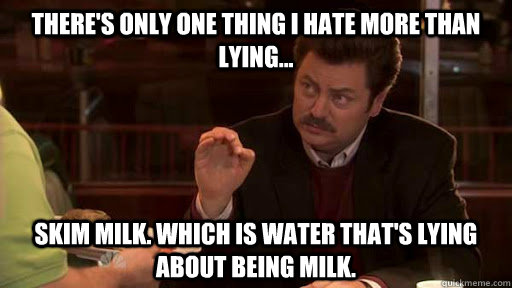 THERE'S ONLY ONE THING I HATE MORE THAN
LYING...
SKIM MILK. WHICH IS WATER THAT'S LYING
ABOUT BEING MILK.
quickmeme.com